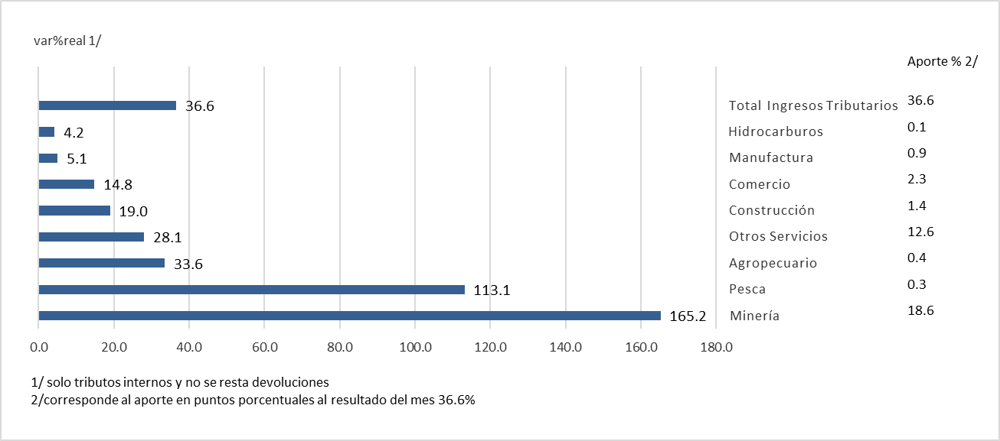 var%real 1/
Aporte % 2/
36.6 Total Ingresos Tributarios 36.6
4.2 Hidrocarburos 0.1
5.1 Manufactura 0.9
14.8 Comercio 2.3
19.0 Construcción 1.4
28.1 Otros Servicios 12.6
33.6 Agropecuario 0.4
113.1 Pesca 0.3
165.2 Minería 18.6
0.0 20.0 40.0 60.0 80.0 100.0 120.0 140.0 160.0 180.0
1/ solo tributos internos y no se resta devoluciones
2/corresponde al aporte en puntos porcentuales al resultado del mes 36.6%